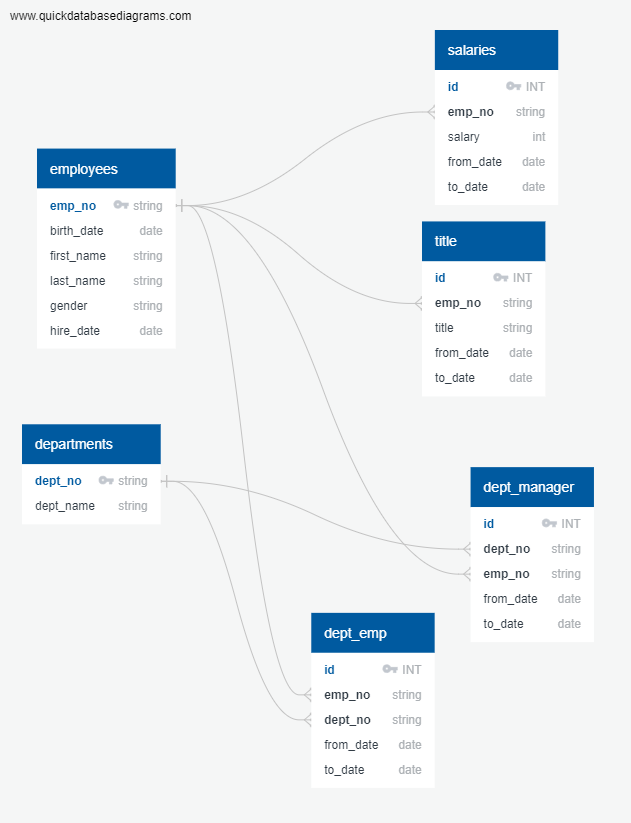 www.quickdatabasediagrams.com
salaries
id INT
emp_no string
salary int
from_date date
to_date date
employees
emp_no string
birth_date date
first_name string
last_name string
gender string
hire_date date
title
id INT
emp_no string
title string
from_date date
to_date date
departments
dept_no string
dept_name string
dept_manager
id INT
dept_no string
emp_no string
from_date date
to_date date
dept_emp
id INT
emp_no string
dept_no string
from_date date
to_date date